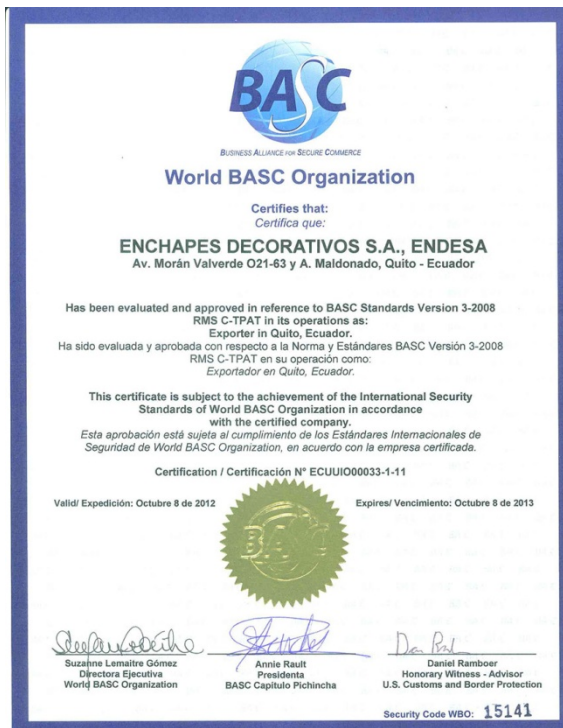 BASC
BUSINESS ALLIANCE FOR SECURE COMMERCE
World BASC Organization
Certifies that:
Certifica que:
ENCHAPES DECORATIVOS S.A., ENDESA
Av. Morán Valverde O21-63 y A. Maldonado, Quito - Ecuador
Has been evaluated and approved in reference to BASC Standards Version 3-2008
RMS C-TPAT in its operations as:
Exporter in Quito, Ecuador.
Ha sido evaluada y aprobada con respecto a la Norma y Estándares BASC Versión 3-2008
RMS C-TPAT en su operación como:
Exportador en Quito, Ecuador.
This certificate is subject to the achievement of the International Security
Standards of World BASC Organization in accordance
with the certified company.
Esta aprobación está sujeta al cumplimiento de los Estándares Internacionales de
Seguridad de World BASC Organization, en acuerdo con la empresa certificada.
Certification / Certificación N° ECUUIO00033-1-11
Valid/ Expedición: Octubre 8 de 2012
Expires/ Vencimiento: Octubre 8 de 2013
BASC
Suzanne Lemaitre Gómez
Directora Ejecutiva
World BASC Organization
Annie Rault
Presidenta
BASC Capítulo Pichincha
Daniel Ramboer
Honorary Witness - Advisor
U.S. Customs and Border Protection
Security Code WBO: 15141